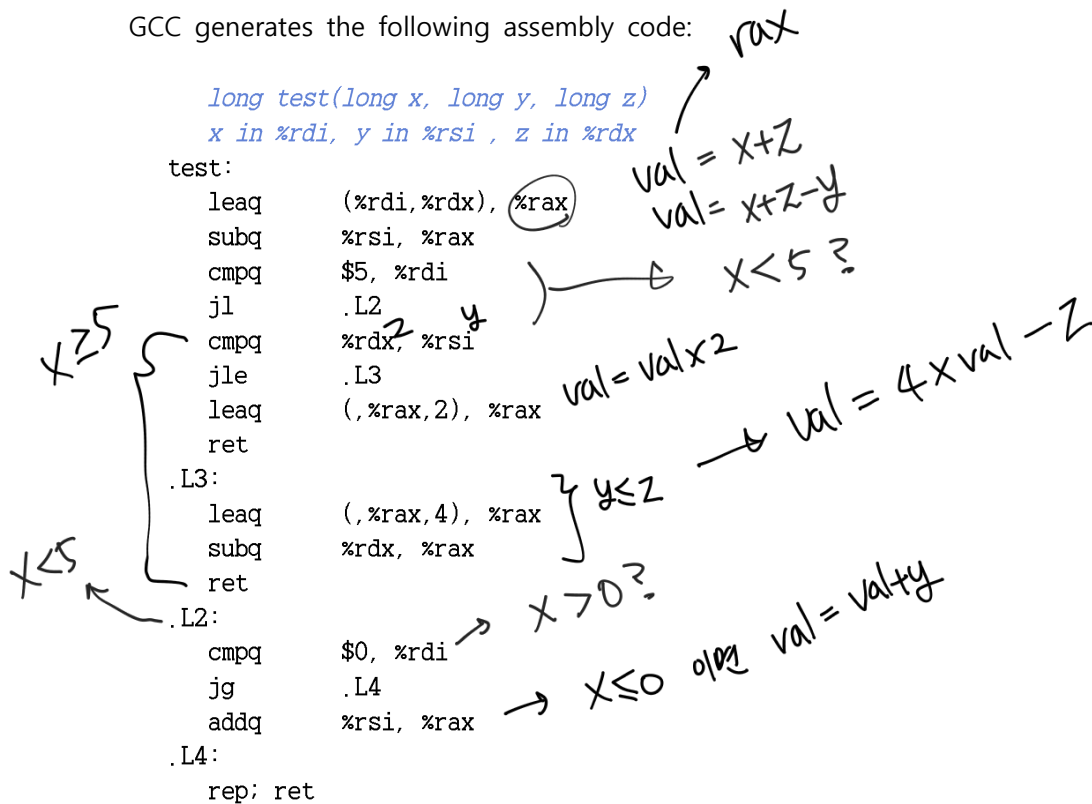 GCC generates the following assembly code:
rax
long test(long x, long y, long z)
x in %rdi, y in %rsi , z in %rdx
test:
val = x+z
leaq (%rdi,%rdx), %rax
val= x+z-y
subq %rsi, %rax
cmpq $5, %rdi
x<5?
jl .L2
x≥5
z y
cmpq %rdx, %rsi
jle .L3
val=val×2
leaq (,%rax,2), %rax
val = 4×val-z
ret
.L3:
y≤z
leaq (,%rax,4), %rax
subq %rdx, %rax
x<5
ret
x>0?
.L2:
cmpq $0, %rdi
jg .L4
x≤0 이면 val=val+y
addq %rsi, %rax
.L4:
rep; ret